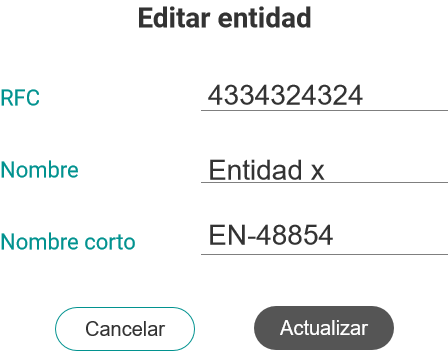 Editar entidad
RFC 4334324324
Nombre Entidad x
Nombre corto EN-48854
Cancelar Actualizar